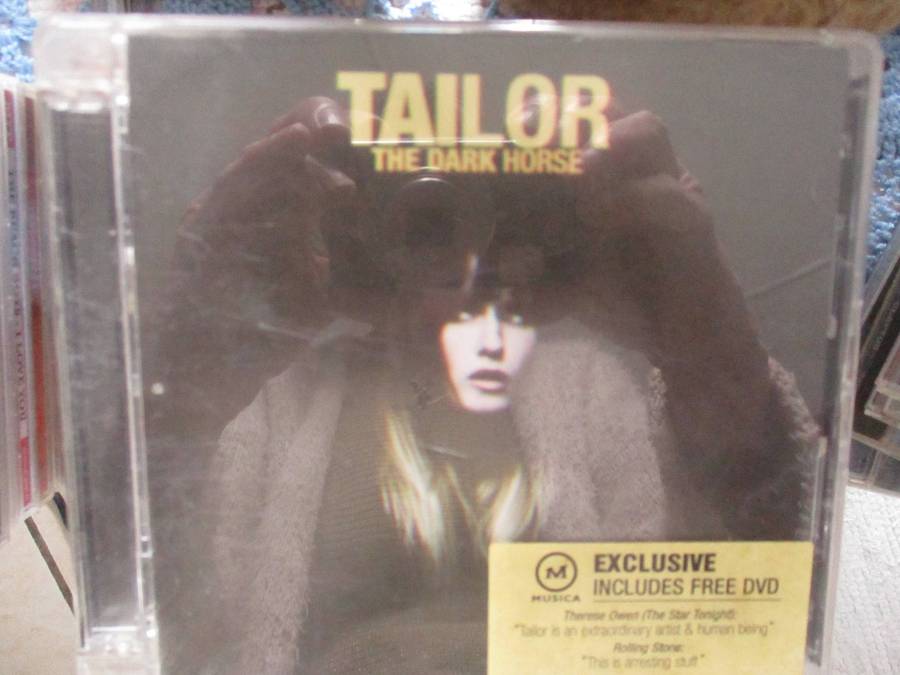 TAILOR
THE DARK HORSE
M
MUSICA
EXCLUSIVE
INCLUDES FREE DVD
Therese Owen (The Star Tonight):
"Tailor is an extraordinary artist & human being"
Rolling Stone:
"This is arresting stuff"